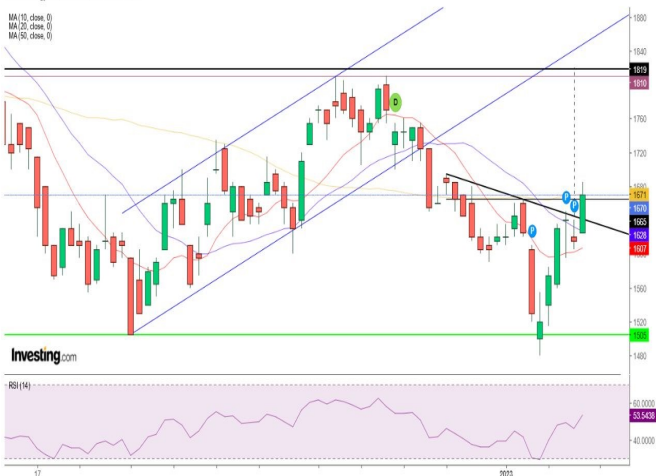 MA (10, close, 0)
MA (20, close, 0)
MA (50, close, 0)
1880
1840
1819
1810
1760
1720
1680
1671
1670
1665
1628
1607
1560
1520
1505
1480
D
P
P
P
Investing.com
RSI (14)
60.0000
53.5438
40.0000
17
2023